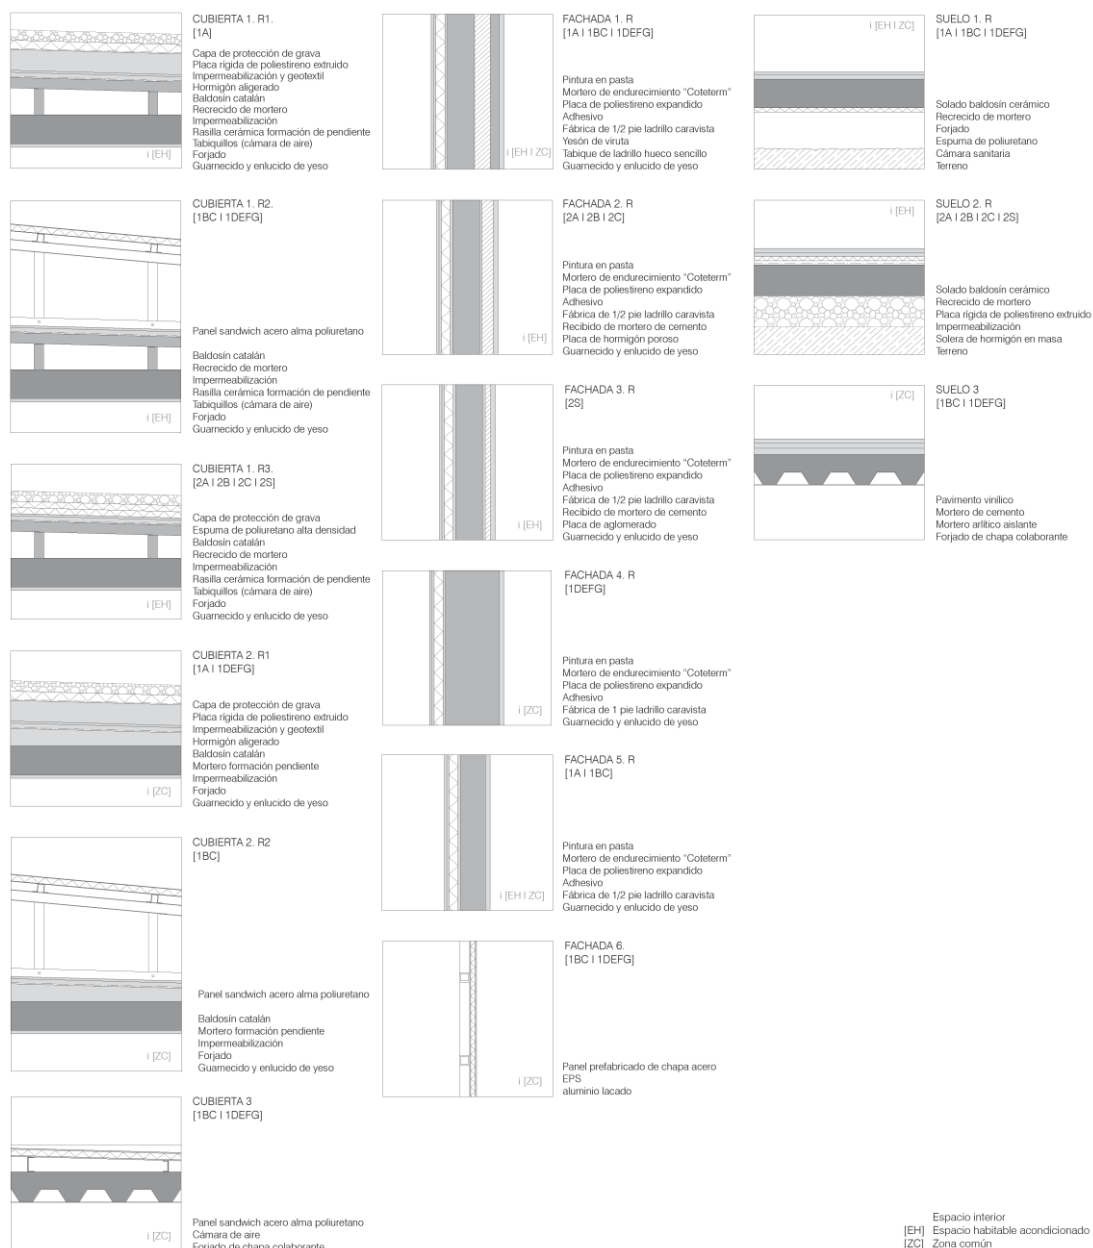 CUBIERTA 1. R1.
[1A]
Capa de protección de grava
Placa rígida de poliestireno extruido
Impermeabilización y geotextil
Hormigón aligerado
Baldosín catalán
Recrecido de mortero
Impermeabilización
Rasilla cerámica formación de pendiente
Tabiquillos (cámara de aire)
Forjado
Guarnecido y enlucido de yeso
i [EH]
CUBIERTA 1. R2.
[1BC I 1DEFG]
Panel sandwich acero alma poliuretano
Baldosín catalán
Recrecido de mortero
Impermeabilización
Rasilla cerámica formación de pendiente
Tabiquillos (cámara de aire)
Forjado
Guarnecido y enlucido de yeso
i [EH]
CUBIERTA 1. R3.
[2A I 2B I 2C I 2S]
Capa de protección de grava
Espuma de poliuretano alta densidad
Baldosín catalán
Recrecido de mortero
Impermeabilización
Rasilla cerámica formación de pendiente
Tabiquillos (cámara de aire)
Forjado
Guarnecido y enlucido de yeso
i [EH]
CUBIERTA 2. R1
[1A I 1DEFG]
Capa de protección de grava
Placa rígida de poliestireno extruido
Impermeabilización y geotextil
Hormigón aligerado
Baldosín catalán
Mortero formación pendiente
Impermeabilización
Forjado
Guarnecido y enlucido de yeso
i [ZC]
CUBIERTA 2. R2
[1BC]
Panel sandwich acero alma poliuretano
Baldosín catalán
Mortero formación pendiente
Impermeabilización
Forjado
Guarnecido y enlucido de yeso
i [ZC]
CUBIERTA 3
[1BC I 1DEFG]
Panel sandwich acero alma poliuretano
Cámara de aire
Forjado de chapa colaborante
i [ZC]
FACHADA 1. R
[1A I 1BC I 1DEFG]
Pintura en pasta
Mortero de endurecimiento "Coteterm"
Placa de poliestireno expandido
Adhesivo
Fábrica de 1/2 pie ladrillo caravista
Yesón de viruta
Tabique de ladrillo hueco sencillo
Guarnecido y enlucido de yeso
i [EH I ZC]
FACHADA 2. R
[2A I 2B I 2C]
Pintura en pasta
Mortero de endurecimiento "Coteterm"
Placa de poliestireno expandido
Adhesivo
Fábrica de 1/2 pie ladrillo caravista
Recibido de mortero de cemento
Placa de hormigón poroso
Guarnecido y enlucido de yeso
i [EH]
FACHADA 3. R
[2S]
Pintura en pasta
Mortero de endurecimiento "Coteterm"
Placa de poliestireno expandido
Adhesivo
Fábrica de 1/2 pie ladrillo caravista
Recibido de mortero de cemento
Placa de aglomerado
Guarnecido y enlucido de yeso
i [EH]
FACHADA 4. R
[1DEFG]
Pintura en pasta
Mortero de endurecimiento "Coteterm"
Placa de poliestireno expandido
Adhesivo
Fábrica de 1 pie ladrillo caravista
Guarnecido y enlucido de yeso
i [ZC]
FACHADA 5. R
[1A I 1BC]
Pintura en pasta
Mortero de endurecimiento "Coteterm"
Placa de poliestireno expandido
Adhesivo
Fábrica de 1/2 pie ladrillo caravista
Guarnecido y enlucido de yeso
i [EH I ZC]
FACHADA 6.
[1BC I 1DEFG]
Panel prefabricado de chapa acero
EPS
aluminio lacado
i [ZC]
SUELO 1. R
[1A I 1BC I 1DEFG]
i [EH I ZC]
Solado baldosín cerámico
Recrecido de mortero
Forjado
Espuma de poliuretano
Cámara sanitaria
Terreno
SUELO 2. R
[2A I 2B I 2C I 2S]
i [EH]
Solado baldosín cerámico
Recrecido de mortero
Placa rígida de poliestireno extruido
Impermeabilización
Solera de hormigón en masa
Terreno
SUELO 3
[1BC I 1DEFG]
i [ZC]
Pavimento vinílico
Mortero de cemento
Mortero arlítico aislante
Forjado de chapa colaborante
Espacio interior
[EH] Espacio habitable acondicionado
[ZC] Zona común